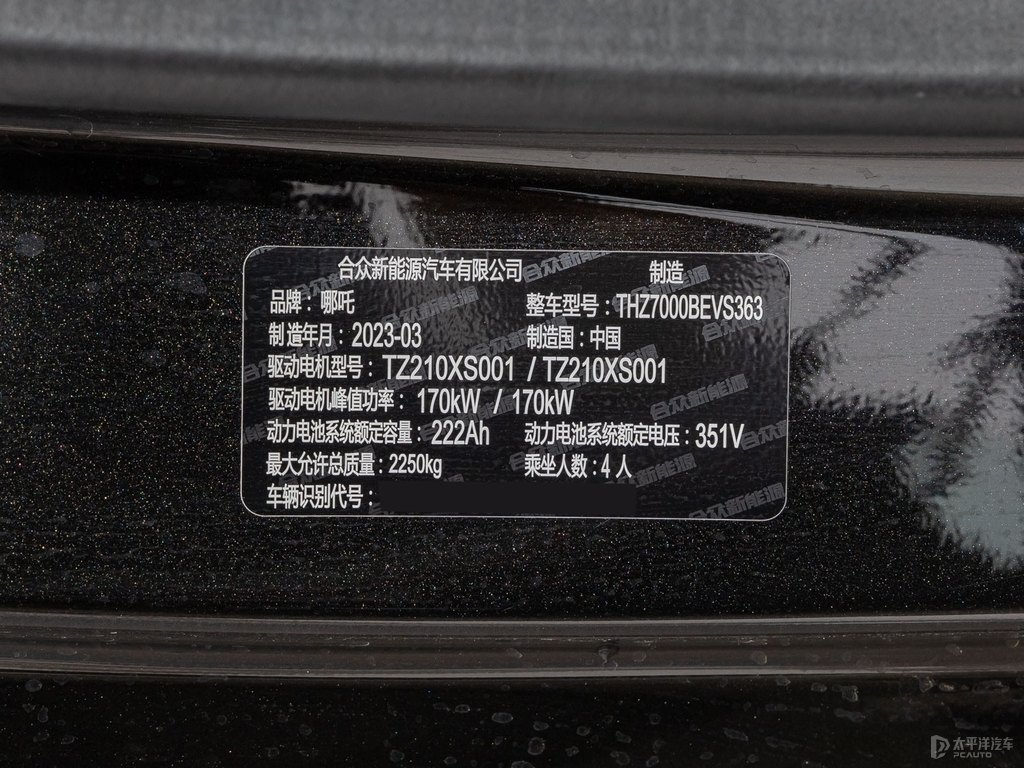 合众新能源汽车有限公司 制造
品牌：哪吒 整车型号：THZ7000BEVS363
制造年月：2023-03 制造国：中国
驱动电机型号：TZ210XS001 / TZ210XS001
驱动电机峰值功率：170kW / 170kW
动力电池系统额定容量：222Ah 动力电池系统额定电压：351V
最大允许总质量：2250kg 乘坐人数：4 人
车辆识别代号：
太平洋汽车
PCAUTO